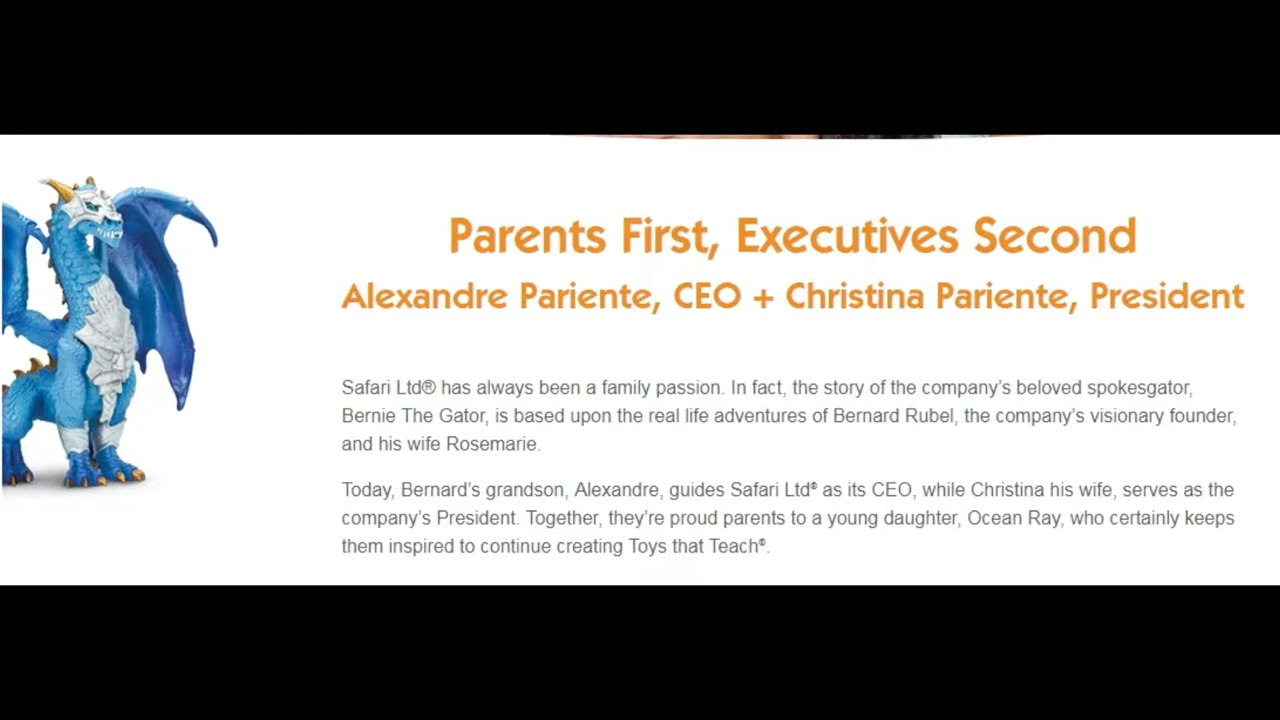 Parents First, Executives Second
Alexandre Pariente, CEO + Christina Pariente, President
Safari Ltd® has always been a family passion. In fact, the story of the company’s beloved spokesgator,
Bernie The Gator, is based upon the real life adventures of Bernard Rubel, the company’s visionary founder,
and his wife Rosemarie.
Today, Bernard’s grandson, Alexandre, guides Safari Ltd® as its CEO, while Christina his wife, serves as the
company’s President. Together, they’re proud parents to a young daughter, Ocean Ray, who certainly keeps
them inspired to continue creating Toys that Teach®.